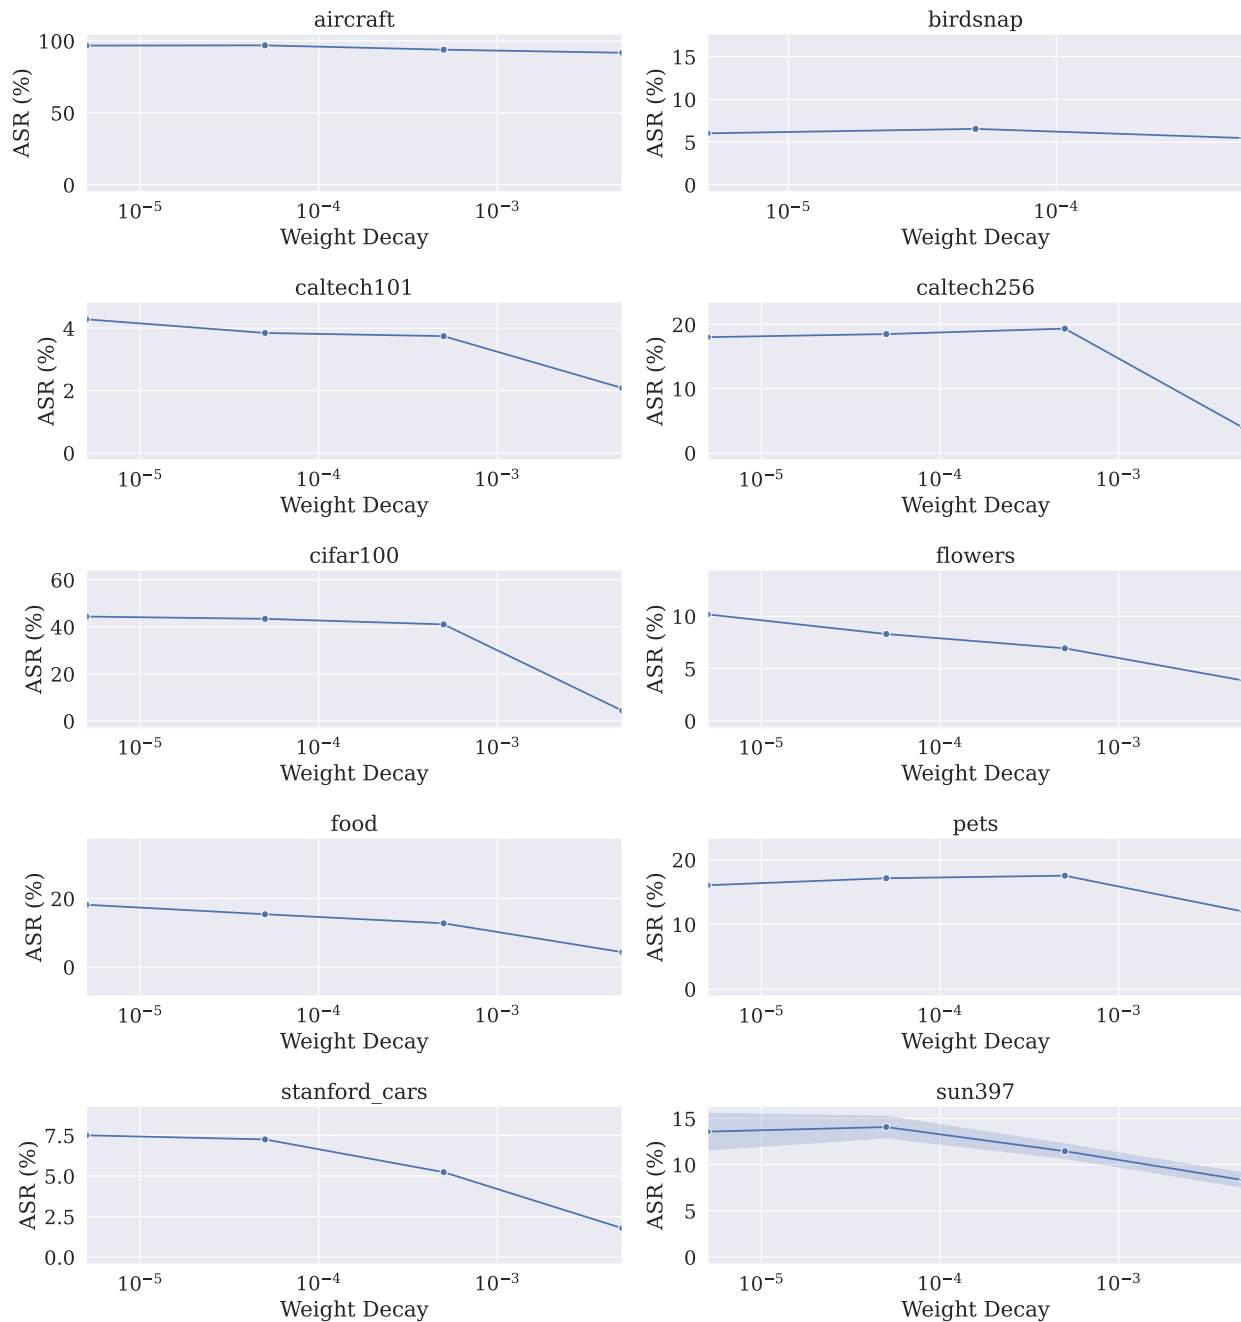 aircraft
ASR (%)
100
50
0
10⁻⁵ 10⁻⁴ 10⁻³
Weight Decay
birdsnap
ASR (%)
15
10
5
0
10⁻⁵ 10⁻⁴
Weight Decay
caltech101
ASR (%)
4
2
0
10⁻⁵ 10⁻⁴ 10⁻³
Weight Decay
caltech256
ASR (%)
20
10
0
10⁻⁵ 10⁻⁴ 10⁻³
Weight Decay
cifar100
ASR (%)
60
40
20
0
10⁻⁵ 10⁻⁴ 10⁻³
Weight Decay
flowers
ASR (%)
10
5
0
10⁻⁵ 10⁻⁴ 10⁻³
Weight Decay
food
ASR (%)
20
0
10⁻⁵ 10⁻⁴ 10⁻³
Weight Decay
pets
ASR (%)
20
10
0
10⁻⁵ 10⁻⁴ 10⁻³
Weight Decay
stanford_cars
ASR (%)
7.5
5.0
2.5
0.0
10⁻⁵ 10⁻⁴ 10⁻³
Weight Decay
sun397
ASR (%)
15
10
5
0
10⁻⁵ 10⁻⁴ 10⁻³
Weight Decay